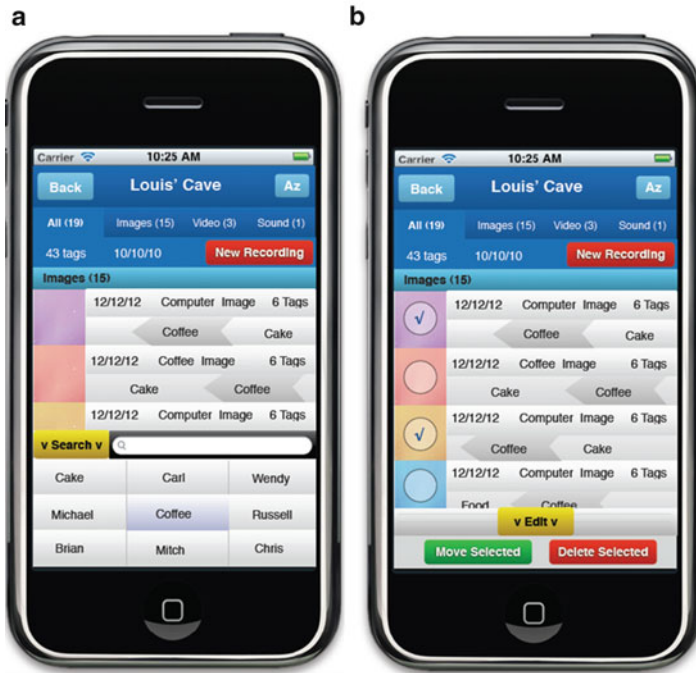 a
Carrier 10:25 AM
Back Louis' Cave Az
All (19) Images (15) Video (3) Sound (1)
43 tags 10/10/10 New Recording
Images (15)
12/12/12 Computer Image 6 Tags
Coffee Cake
12/12/12 Coffee Image 6 Tags
Cake Coffee
12/12/12 Computer Image 6 Tags
v Search v
Cake Carl Wendy
Michael Coffee Russell
Brian Mitch Chris
b
Carrier 10:25 AM
Back Louis' Cave Az
All (19) Images (15) Video (3) Sound (1)
43 tags 10/10/10 New Recording
Images (15)
12/12/12 Computer Image 6 Tags
√ Coffee Cake
12/12/12 Coffee Image 6 Tags
Cake Coffee
12/12/12 Computer Image 6 Tags
√ Coffee Cake
12/12/12 Computer Image 6 Tags
Food Coffee
v Edit v
Move Selected Delete Selected